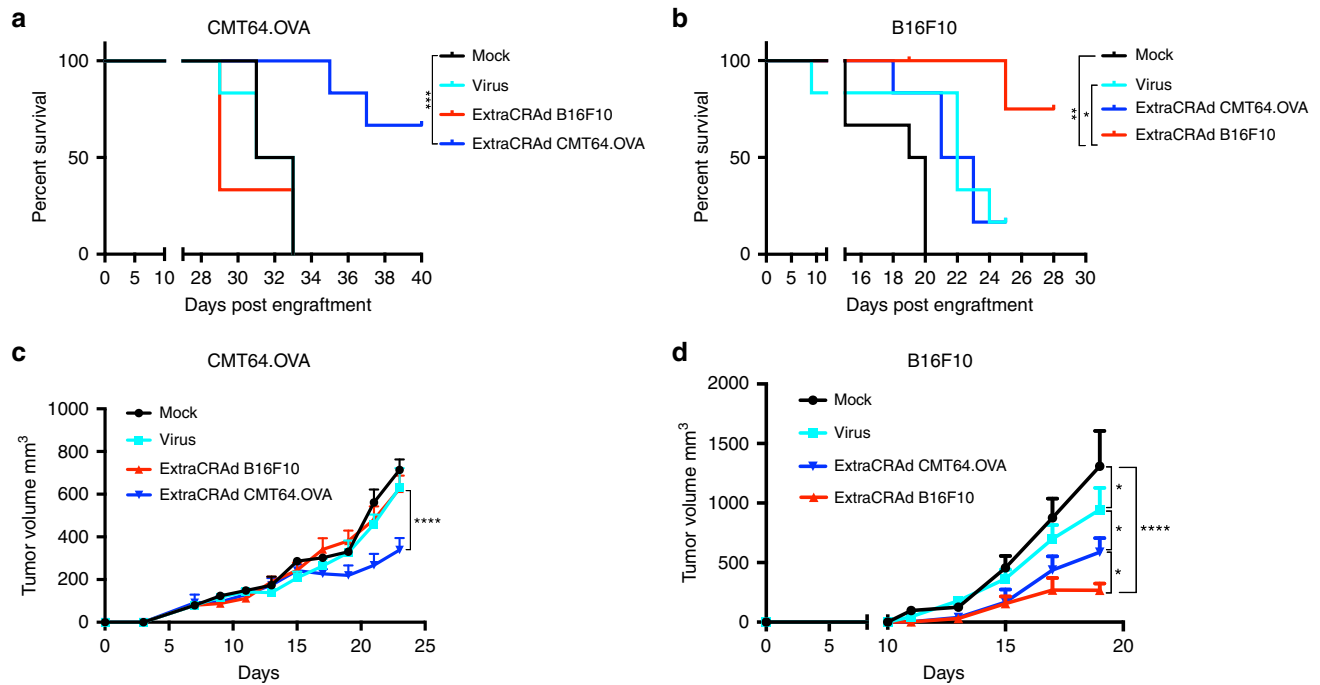 a
CMT64.OVA
Percent survival
100
50
0
0 5 10 28 30 32 34 36 38 40
Days post engraftment
Mock
Virus
ExtraCRAd B16F10
ExtraCRAd CMT64.OVA
***
b
B16F10
Percent survival
100
50
0
0 5 10 16 18 20 22 24 26 28 30
Days post engraftment
Mock
Virus
ExtraCRAd CMT64.OVA
ExtraCRAd B16F10
**
*
c
CMT64.OVA
Tumor volume mm³
1000
800
600
400
200
0
0 5 10 15 20 25
Days
Mock
Virus
ExtraCRAd B16F10
ExtraCRAd CMT64.OVA
****
d
B16F10
Tumor volume mm³
2000
1500
1000
500
0
0 5 10 15 20
Days
Mock
Virus
ExtraCRAd CMT64.OVA
ExtraCRAd B16F10
*
*
*
****